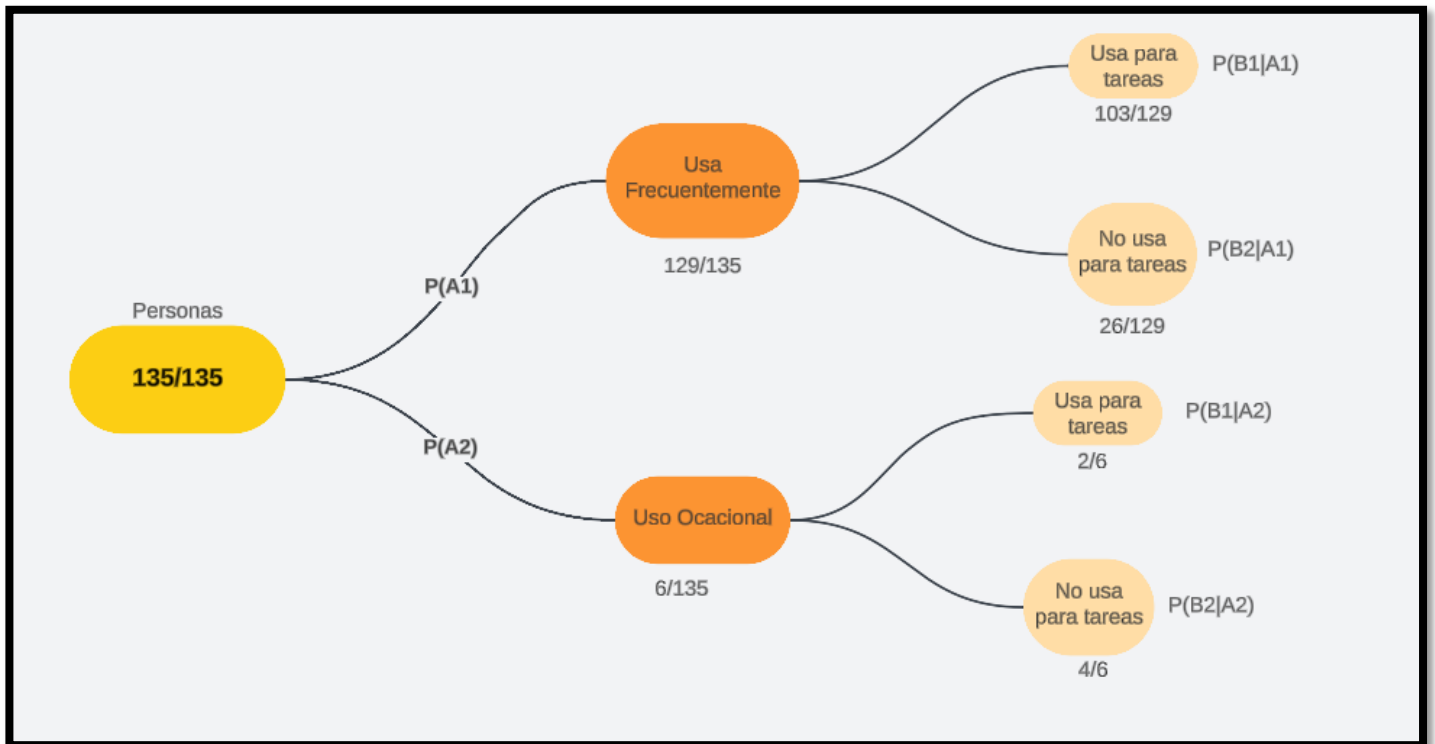 Personas
135/135
P(A1)
P(A2)
Usa
Frecuentemente
129/135
Usa para
tareas
103/129
P(B1|A1)
No usa
para tareas
26/129
P(B2|A1)
Uso Ocacional
6/135
Usa para
tareas
2/6
P(B1|A2)
No usa
para tareas
4/6
P(B2|A2)